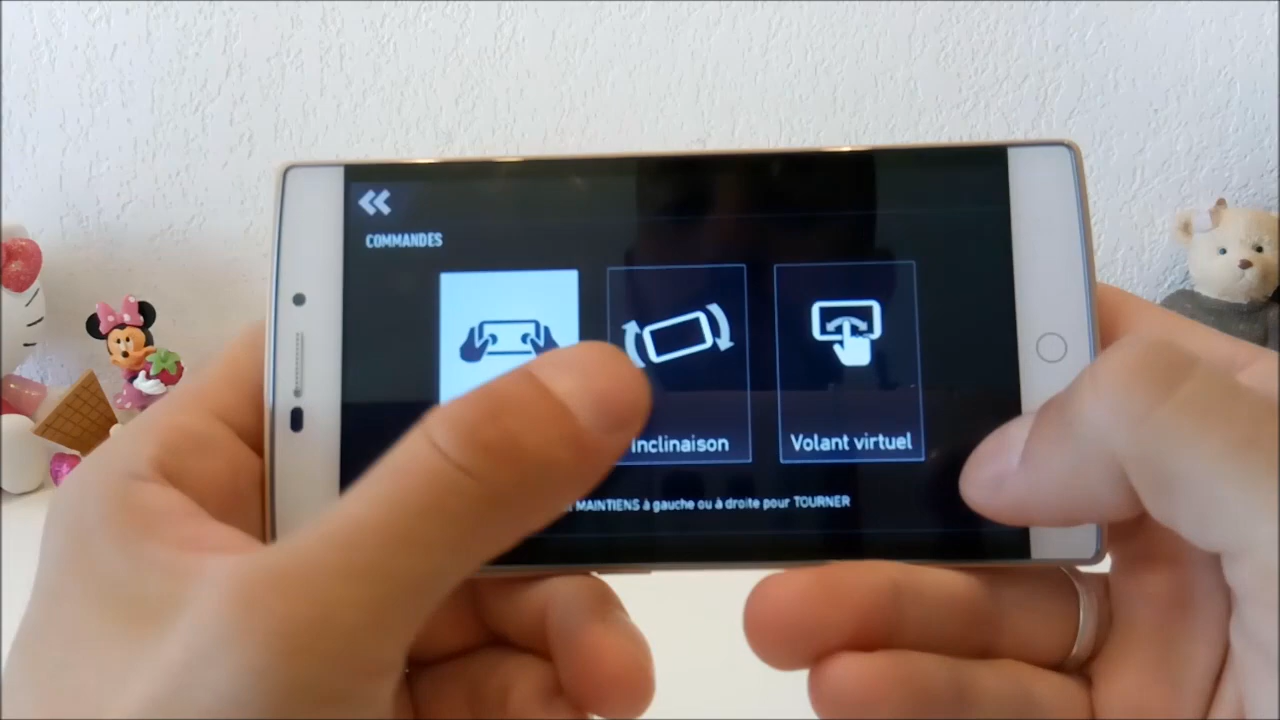 COMMANDES
Inclinaison
Volant virtuel
MAINTIENS à gauche ou à droite pour TOURNER